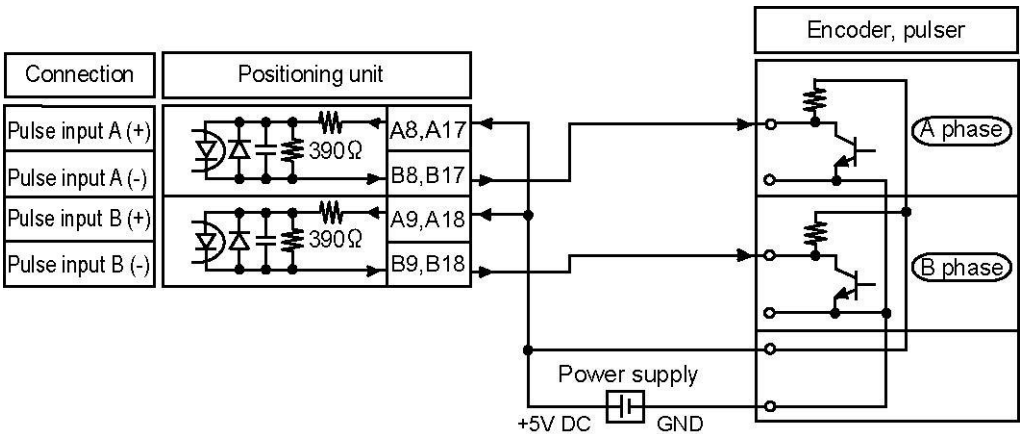 Encoder, pulser
Connection
Positioning unit
Pulse input A (+)
390Ω
A8,A17
A phase
Pulse input A (-)
B8,B17
Pulse input B (+)
390Ω
A9,A18
Pulse input B (-)
B9,B18
B phase
Power supply
+5V DC
GND